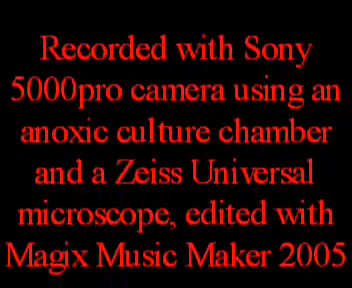 Recorded with Sony
5000pro camera using an
anoxic culture chamber
and a Zeiss Universal
microscope, edited with
Magix Music Maker 2005